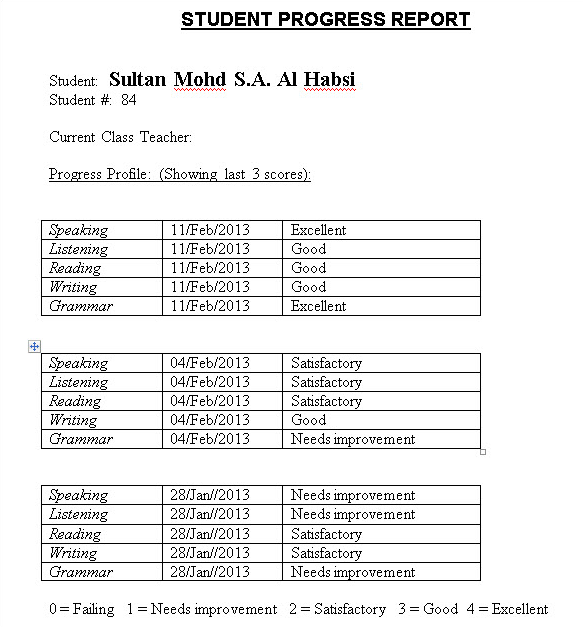 STUDENT PROGRESS REPORT
Student: Sultan Mohd S.A. Al Habsi
Student #: 84
Current Class Teacher:
Progress Profile: (Showing last 3 scores):
Speaking 11/Feb/2013 Excellent
Listening 11/Feb/2013 Good
Reading 11/Feb/2013 Good
Writing 11/Feb/2013 Good
Grammar 11/Feb/2013 Excellent
Speaking 04/Feb/2013 Satisfactory
Listening 04/Feb/2013 Satisfactory
Reading 04/Feb/2013 Satisfactory
Writing 04/Feb/2013 Good
Grammar 04/Feb/2013 Needs improvement
Speaking 28/Jan//2013 Needs improvement
Listening 28/Jan//2013 Needs improvement
Reading 28/Jan//2013 Satisfactory
Writing 28/Jan//2013 Satisfactory
Grammar 28/Jan//2013 Needs improvement
0 = Failing 1 = Needs improvement 2 = Satisfactory 3 = Good 4 = Excellent